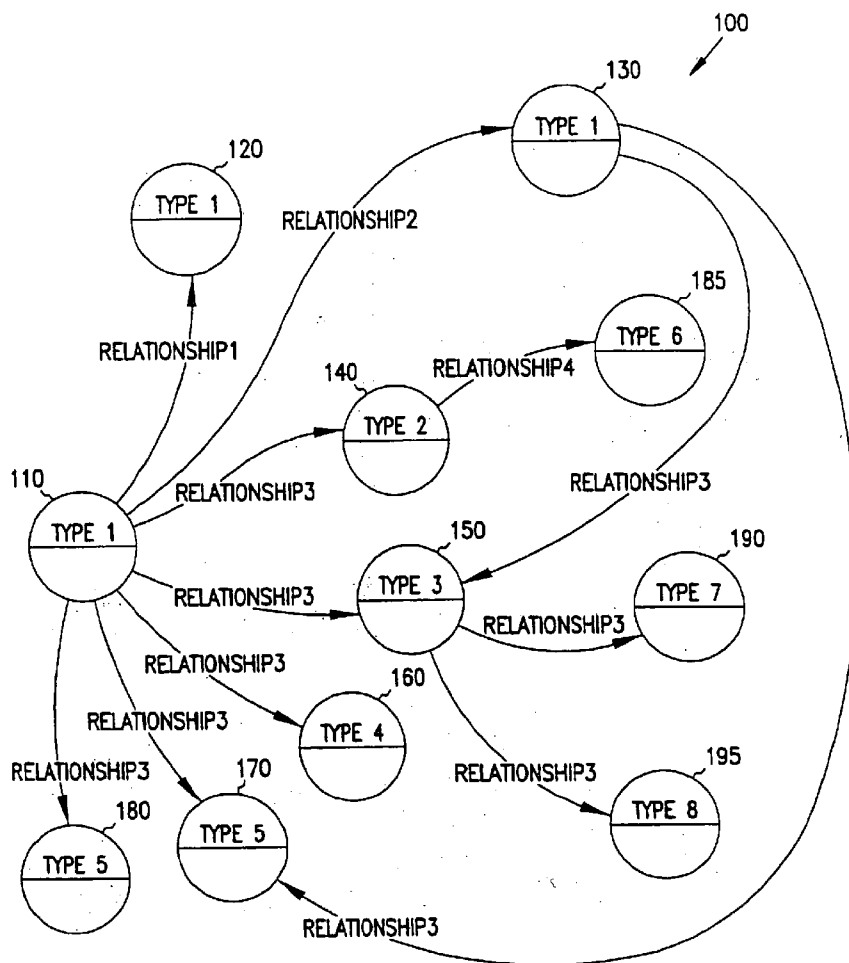 100
130
TYPE 1
120
TYPE 1
RELATIONSHIP2
185
TYPE 6
RELATIONSHIP1
RELATIONSHIP4
140
TYPE 2
110
RELATIONSHIP3
RELATIONSHIP3
TYPE 1
150
190
TYPE 3
TYPE 7
RELATIONSHIP3
RELATIONSHIP3
RELATIONSHIP3
160
TYPE 4
RELATIONSHIP3
RELATIONSHIP3
RELATIONSHIP3
195
170
180
TYPE 8
TYPE 5
TYPE 5
RELATIONSHIP3